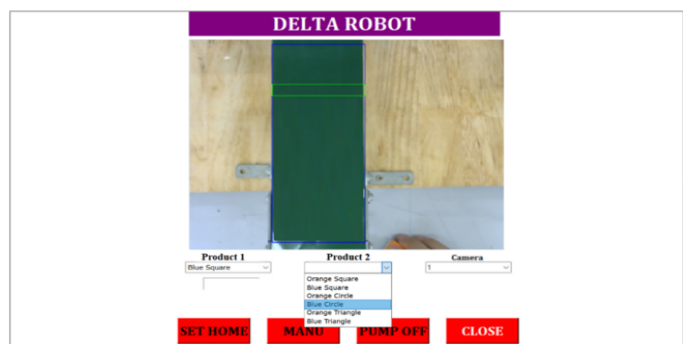 DELTA ROBOT
Product 1 Product 2 Camera
Blue Square 1
Orange Square
Blue Square
Orange Circle
Blue Circle
Orange Triangle
Blue Triangle
SET HOME MANU PUMP OFF CLOSE